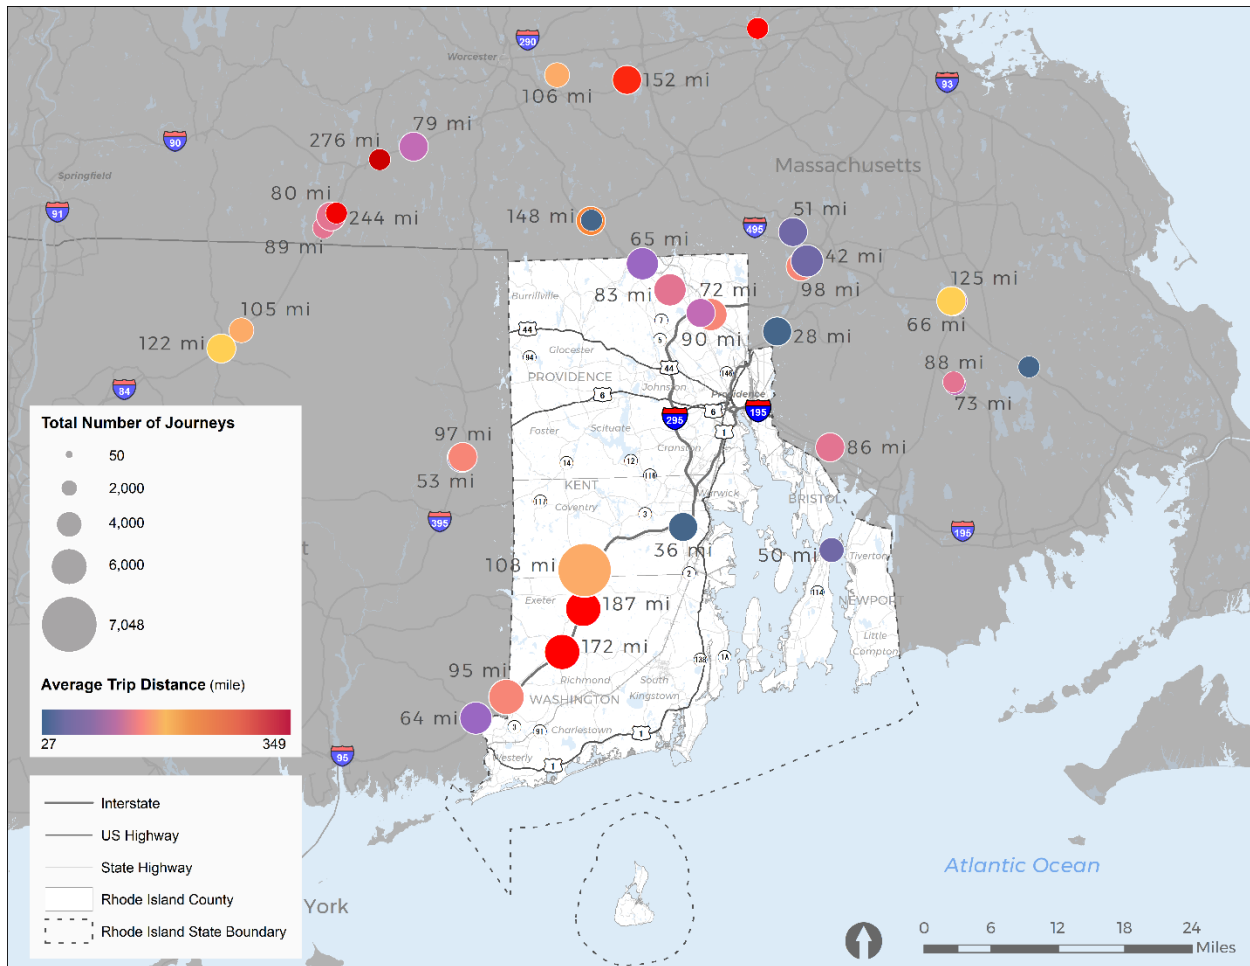 290
Worcester
93
106 mi
152 mi
79 mi
276 mi
90
Massachusetts
Springfield
80 mi
91
244 mi
89 mi
148 mi
51 mi
495
65 mi
42 mi
98 mi
83 mi
72 mi
125 mi
66 mi
Burrillville
7
5
90 mi
28 mi
105 mi
122 mi
44
94
Glocester
44
146
88 mi
73 mi
84
PROVIDENCE
Johnston
Providence
6
6
295
195
1
Foster
Scituate
Cranston
97 mi
53 mi
14
12
116
86 mi
KENT
Warwick
BRISTOL
117
Coventry
3
395
195
36 mi
50 mi
Tiverton
108 mi
2
114
Exeter
187 mi
NEWPORT
Little
Compton
172 mi
138
1A
Richmond
South
Kingstown
95 mi
WASHINGTON
64 mi
3
91
Charlestown
1
Westerly
1
95
t
York
Atlantic Ocean
Total Number of Journeys
50
2,000
4,000
6,000
7,048
Average Trip Distance (mile)
27
349
Interstate
US Highway
State Highway
Rhode Island County
Rhode Island State Boundary
0
6
12
18
24
Miles